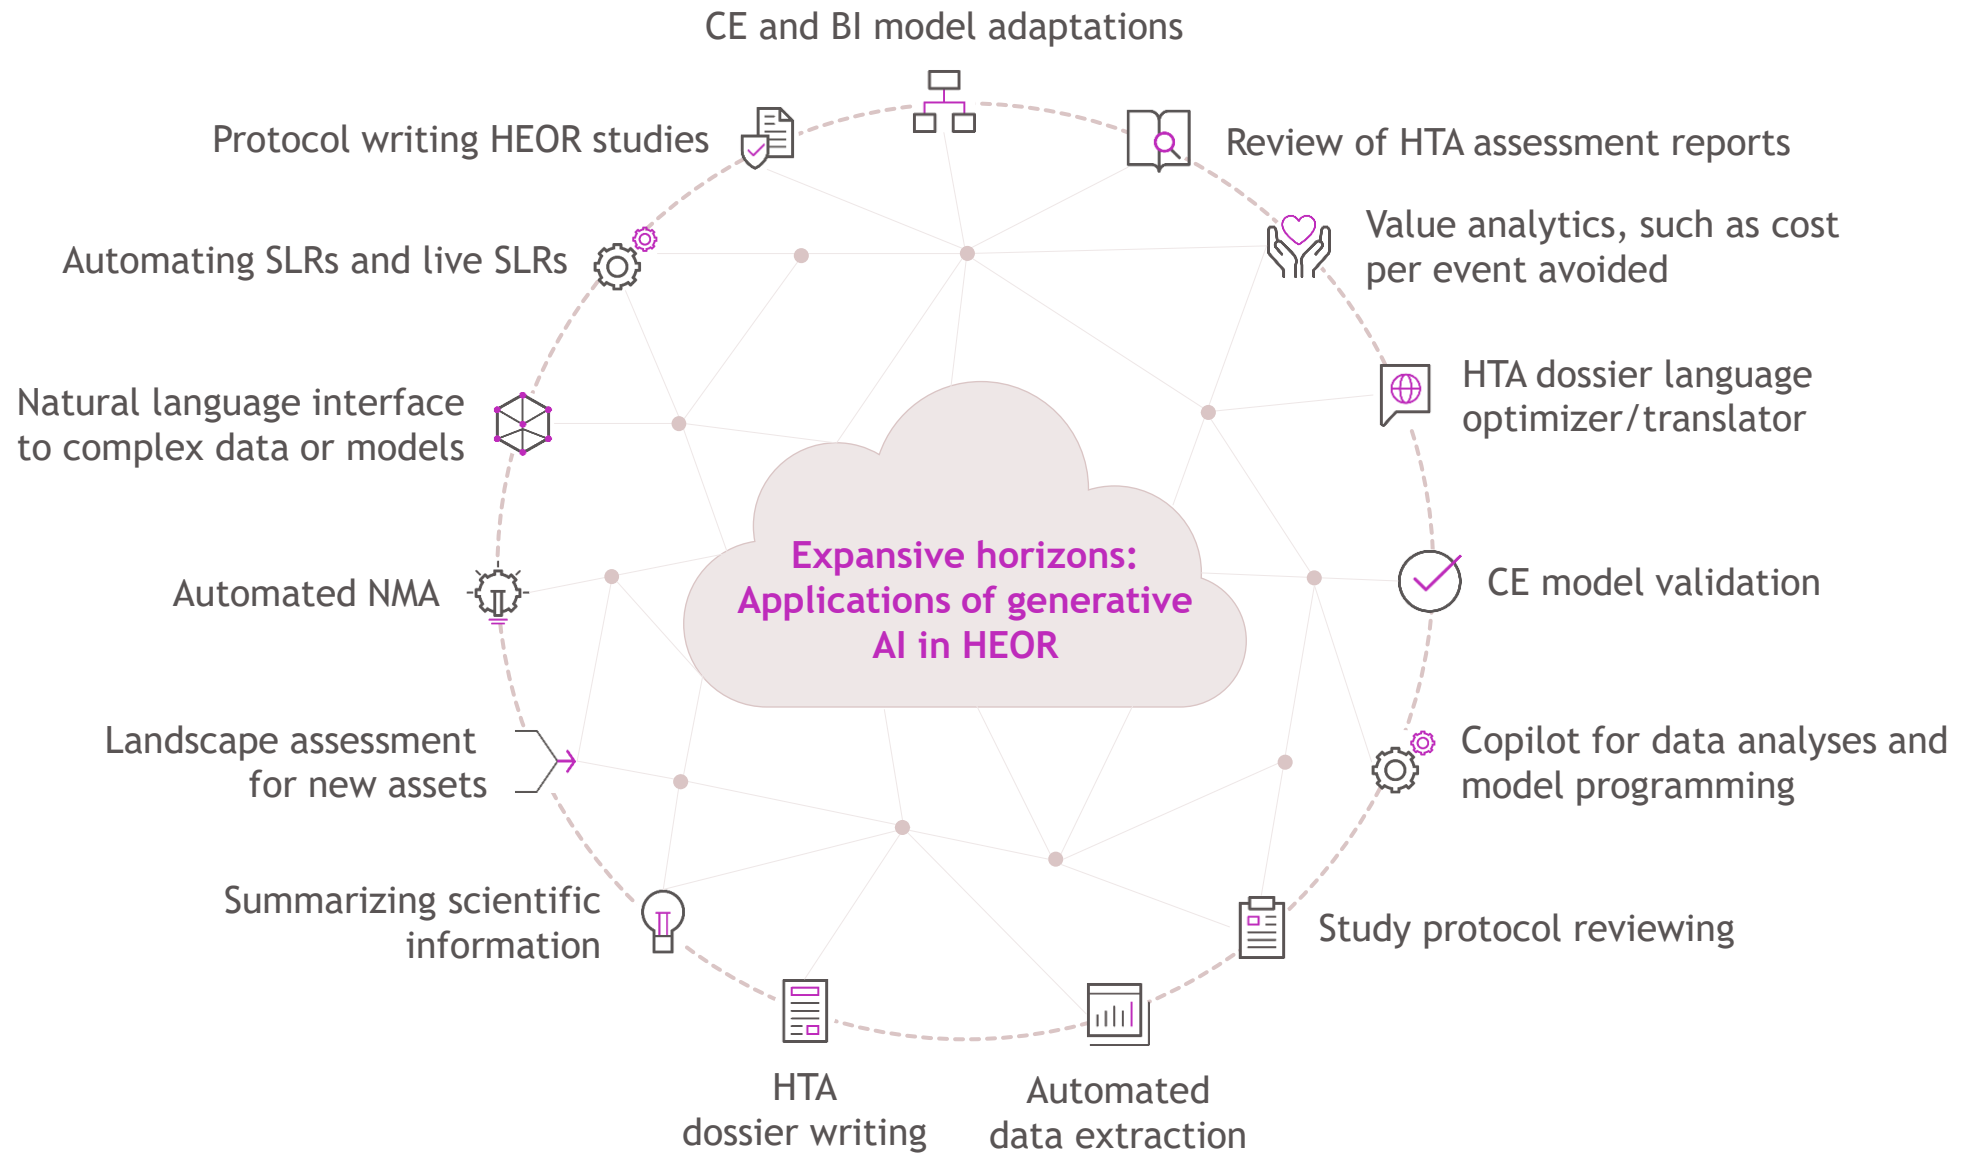 CE and BI model adaptations
Protocol writing HEOR studies
Review of HTA assessment reports
Value analytics, such as cost
per event avoided
Automating SLRs and live SLRs
HTA dossier language
optimizer/translator
Natural language interface
to complex data or models
Expansive horizons:
Applications of generative
AI in HEOR
CE model validation
Automated NMA
Landscape assessment
for new assets
Copilot for data analyses and
model programming
Summarizing scientific
information
Study protocol reviewing
HTA
dossier writing
Automated
data extraction